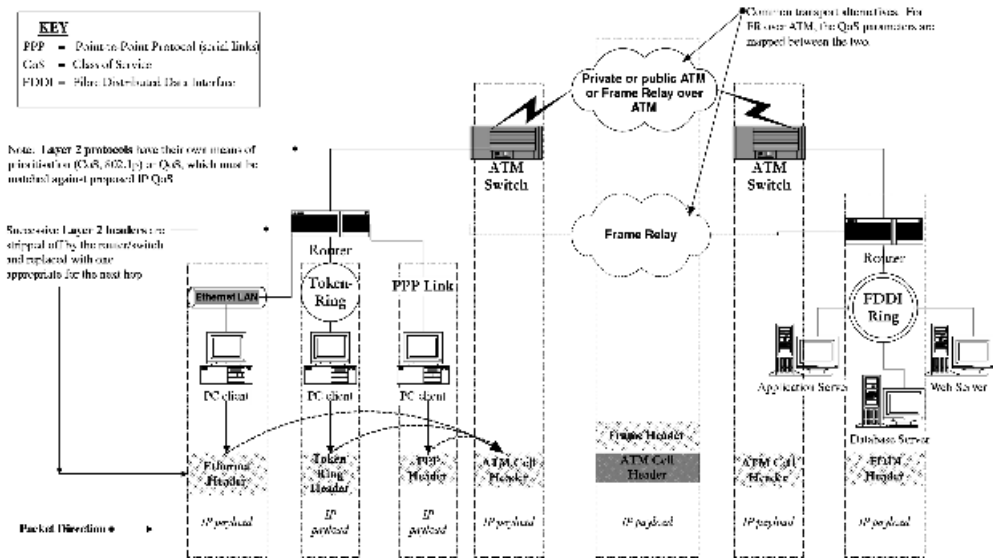 KEY
PPP = Point to Point Protocol (serial links)
CoS = Class of Service
FDDI = Fibre Distributed Data Interface
Note: Layer 2 protocols have their own means of
prioritisation (CoS, 802.1p) or QoS, which must be
matched against proposed IP QoS
Successive Layer 2 headers are
stripped off by the router/switch
and replaced with one
appropriate for the next hop
Common transport alternatives. For
FR over ATM, the QoS parameters are
mapped between the two.
Private or public ATM
or Frame Relay over
ATM
ATM
Switch
ATM
Switch
Frame Relay
Router
Router
Ethernet LAN
Token-
Ring
PPP Link
FDDI
Ring
PC client
PC client
PC client
Application Server
Web Server
Database Server
Ethernet
Header
Token
Ring
Header
PPP
Header
ATM Cell
Header
Frame Header
ATM Cell
Header
ATM Cell
Header
FDDI
Header
Packet Direction
IP payload
IP
payload
IP
payload
IP payload
IP payload
IP payload
IP payload